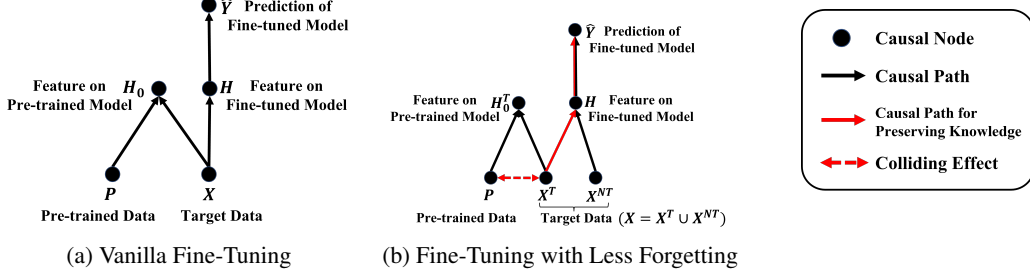 Ŷ Prediction of
Fine-tuned Model
Feature on
Pre-trained Model
H₀
H
Feature on
Fine-tuned Model
P
X
Pre-trained Data
Target Data
(a) Vanilla Fine-Tuning
Ŷ Prediction of
Fine-tuned Model
Feature on
Pre-trained Model
H₀ᵀ
H
Feature on
Fine-tuned Model
P
Xᵀ
Xᴺᵀ
Pre-trained Data
Target Data (X = Xᵀ ∪ Xᴺᵀ)
(b) Fine-Tuning with Less Forgetting
Causal Node
Causal Path
Causal Path for
Preserving Knowledge
Colliding Effect